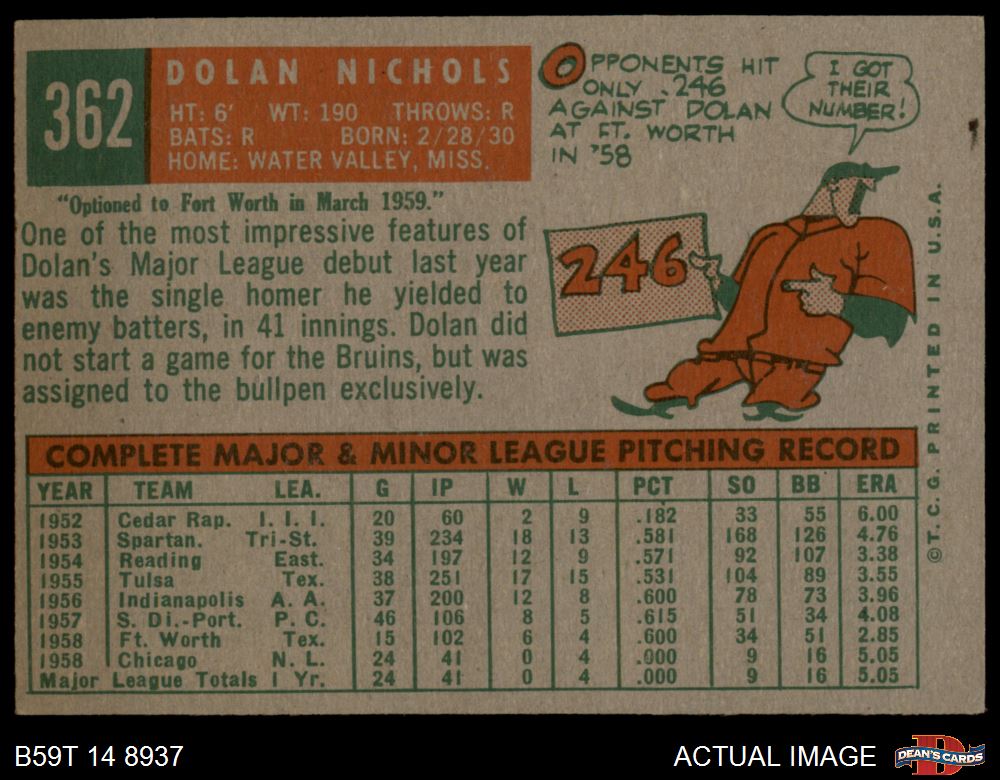 362
DOLAN NICHOLS
HT: 6' WT: 190 THROWS: R
BATS: R BORN: 2/28/30
HOME: WATER VALLEY, MISS.
OPPONENTS HIT
ONLY .246
AGAINST DOLAN
AT FT. WORTH
IN '58
I GOT
THEIR
NUMBER!
246
"Optioned to Fort Worth in March 1959."
One of the most impressive features of
Dolan's Major League debut last year
was the single homer he yielded to
enemy batters, in 41 innings. Dolan did
not start a game for the Bruins, but was
assigned to the bullpen exclusively.
COMPLETE MAJOR & MINOR LEAGUE PITCHING RECORD
YEAR TEAM LEA. G IP W L PCT SO BB ERA
1952 Cedar Rap. I. I. I. 20 60 2 9 .182 33 55 6.00
1953 Spartan. Tri-St. 39 234 18 13 .581 168 126 4.76
1954 Reading East. 34 197 12 9 .571 92 107 3.38
1955 Tulsa Tex. 38 251 17 15 .531 104 89 3.55
1956 Indianapolis A. A. 37 200 12 8 .600 78 73 3.96
1957 S. Di.-Port. P. C. 46 106 8 5 .615 51 34 4.08
1958 Ft. Worth Tex. 15 102 6 4 .600 34 51 2.85
1958 Chicago N. L. 24 41 0 4 .000 9 16 5.05
Major League Totals 1 Yr. 24 41 0 4 .000 9 16 5.05
©T. C. G. PRINTED IN U.S.A.
B59T 14 8937
ACTUAL IMAGE
DEAN'S CARDS